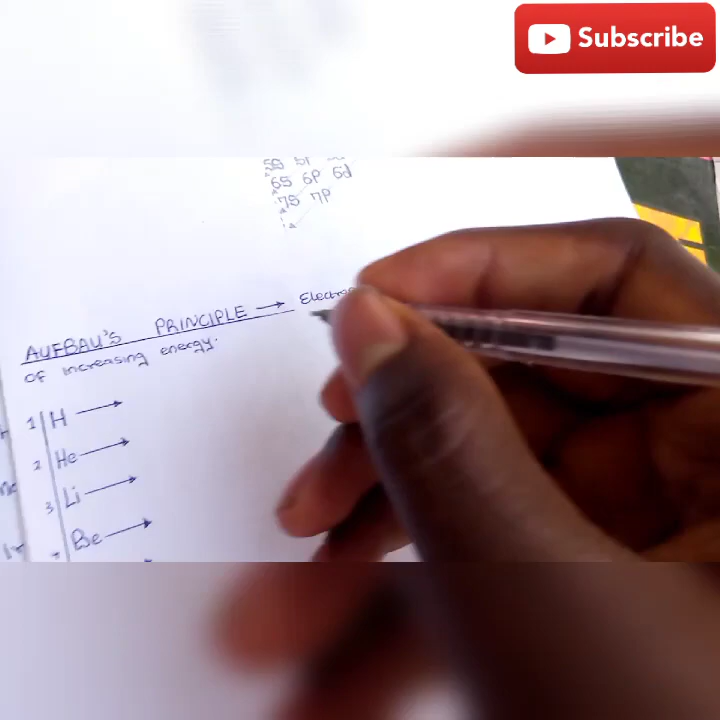 Subscribe
5S 5P
6S 6P 6d
7S 7P
AUFBAU'S PRINCIPLE → Electro
of increasing energy.
1 H →
2 He →
3 Li →
Be →